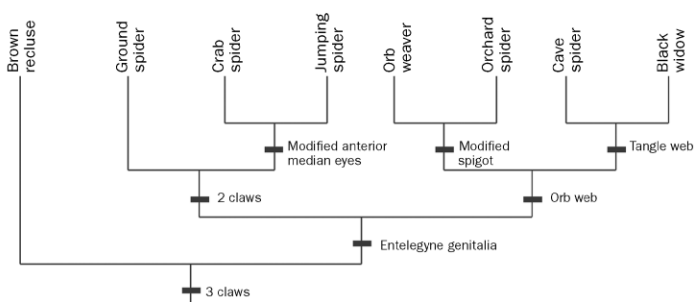 Brown
recluse
Ground
spider
Crab
spider
Jumping
spider
Orb
weaver
Orchard
spider
Cave
spider
Black
widow
Modified anterior
median eyes
Modified
spigot
Tangle web
2 claws
Orb web
Entelegyne genitalia
3 claws